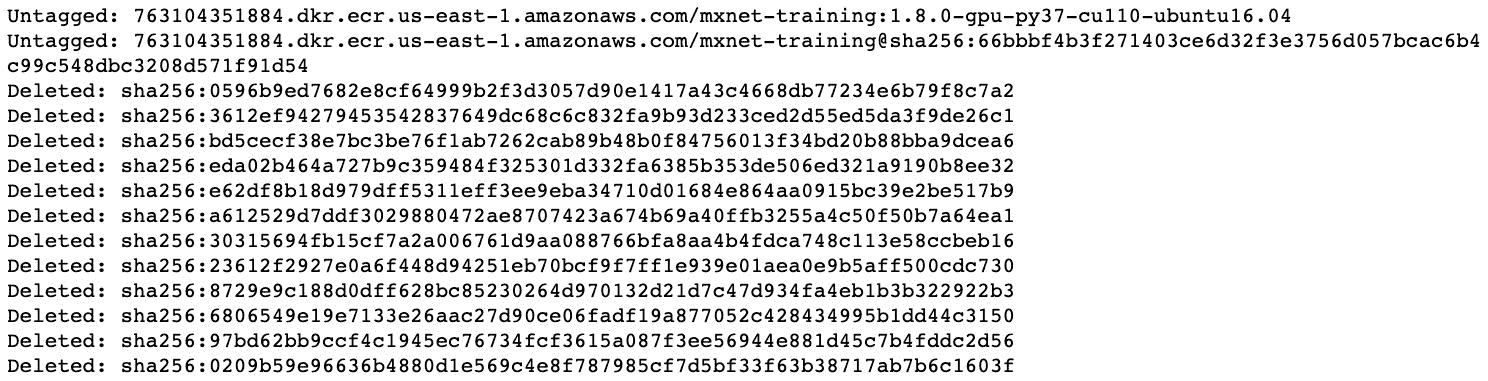 Untagged: 763104351884.dkr.ecr.us-east-1.amazonaws.com/mxnet-training:1.8.0-gpu-py37-cu110-ubuntu16.04
Untagged: 763104351884.dkr.ecr.us-east-1.amazonaws.com/mxnet-training@sha256:66bbbf4b3f271403ce6d32f3e3756d057bcac6b4
c99c548dbc3208d571f91d54
Deleted: sha256:0596b9ed7682e8cf64999b2f3d3057d90e1417a43c4668db77234e6b79f8c7a2
Deleted: sha256:3612ef94279453542837649dc68c6c832fa9b93d233ced2d55ed5da3f9de26c1
Deleted: sha256:bd5cecf38e7bc3be76f1ab7262cab89b48b0f84756013f34bd20b88bba9dcea6
Deleted: sha256:eda02b464a727b9c359484f325301d332fa6385b353de506ed321a9190b8ee32
Deleted: sha256:e62df8b18d979dff5311eff3ee9eba34710d01684e864aa0915bc39e2be517b9
Deleted: sha256:a612529d7ddf3029880472ae8707423a674b69a40ffb3255a4c50f50b7a64ea1
Deleted: sha256:30315694fb15cf7a2a006761d9aa088766bfa8aa4b4fdca748c113e58ccbeb16
Deleted: sha256:23612f2927e0a6f448d94251eb70bcf9f7ff1e939e01aea0e9b5aff500cdc730
Deleted: sha256:8729e9c188d0dff628bc85230264d970132d21d7c47d934fa4eb1b3b322922b3
Deleted: sha256:6806549e19e7133e26aac27d90ce06fadf19a877052c428434995b1dd44c3150
Deleted: sha256:97bd62bb9ccf4c1945ec76734fcf3615a087f3ee56944e881d45c7b4fddc2d56
Deleted: sha256:0209b59e96636b4880d1e569c4e8f787985cf7d5bf33f63b38717ab7b6c1603f